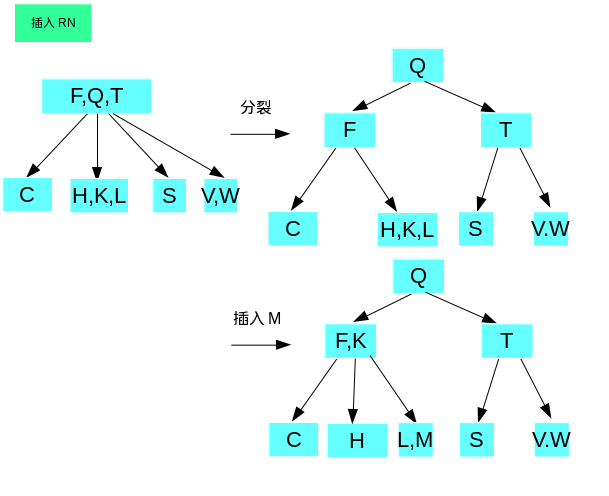 插入 RN
F,Q,T
C
H,K,L
S
V,W
分裂
Q
F
T
C
H,K,L
S
V.W
插入 M
Q
F,K
T
C
H
L,M
S
V.W